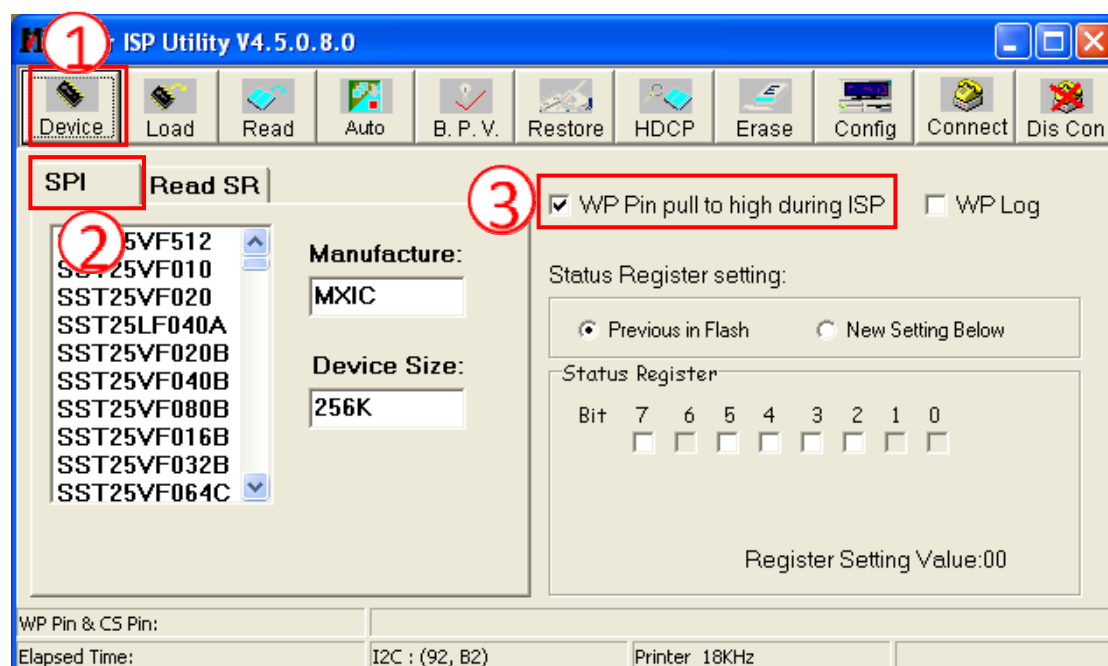 ISP Utility V4.5.0.8.0
1
Device Load Read Auto B. P. V. Restore HDCP Erase Config Connect Dis Con
SPI Read SR
2
SST25VF010
SST25VF020
SST25LF040A
SST25VF020B
SST25VF040B
SST25VF080B
SST25VF016B
SST25VF032B
SST25VF064C
Manufacture:
MXIC
Device Size:
256K
3
WP Pin pull to high during ISP WP Log
Status Register setting:
Previous in Flash New Setting Below
Status Register
Bit 7 6 5 4 3 2 1 0
Register Setting Value:00
WP Pin & CS Pin:
Elapsed Time: I2C : (92, B2) Printer 18KHz